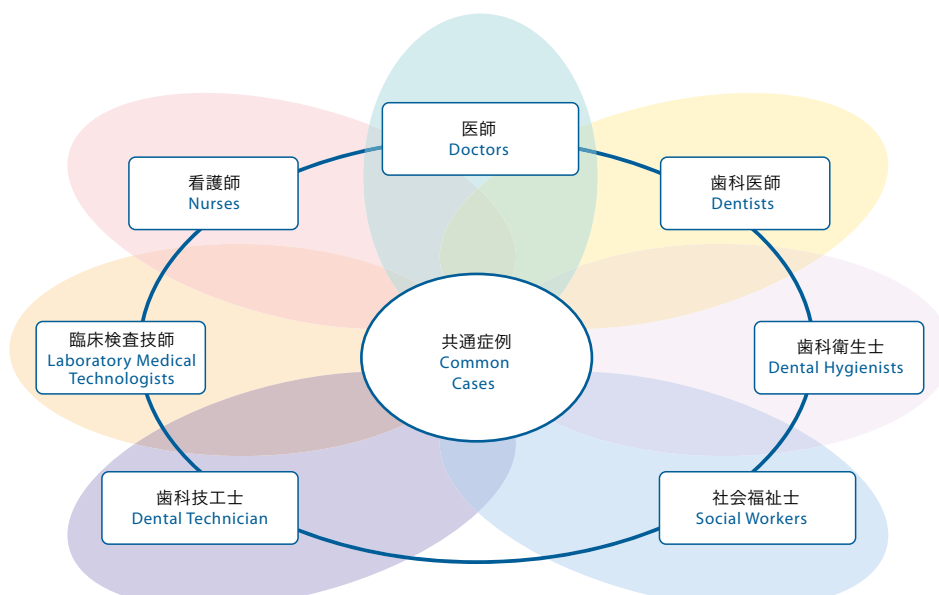 医師
Doctors
看護師
Nurses
歯科医師
Dentists
臨床検査技師
Laboratory Medical
Technologists
共通症例
Common
Cases
歯科衛生士
Dental Hygienists
歯科技工士
Dental Technician
社会福祉士
Social Workers